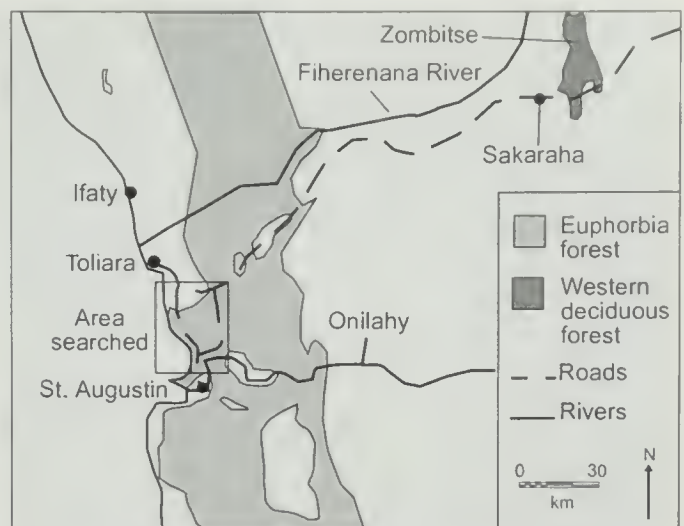 Zombitse
Fiherenana River
Sakaraha
Ifaty
Toliara
Area
searched
Onilahy
St. Augustin
Euphorbia
forest
Western
deciduous
forest
Roads
Rivers
0 30
km
N